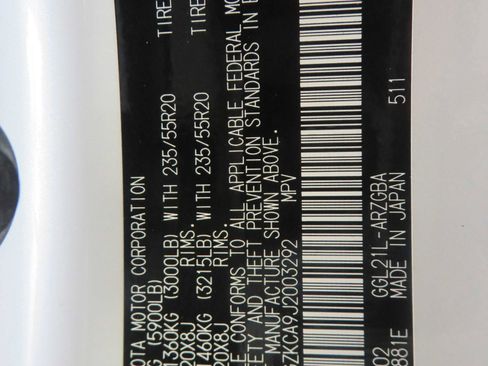 OTA MOTOR CORPORATION
G (5900LB)
1360KG (3000LB) WITH 235/55R20 TIRE
20X8J RIMS.
1460KG (3215LB) WITH 235/55R20 TIRE
20X8J RIMS.
E CONFORMS TO ALL APPLICABLE FEDERAL MO
ETY AND THEFT PREVENTION STANDARDS IN E
MANUFACTURE SHOWN ABOVE.
ZKCA9J2003292 MPV
GGL21L-ARZGBA
02 MADE IN JAPAN 511
881E